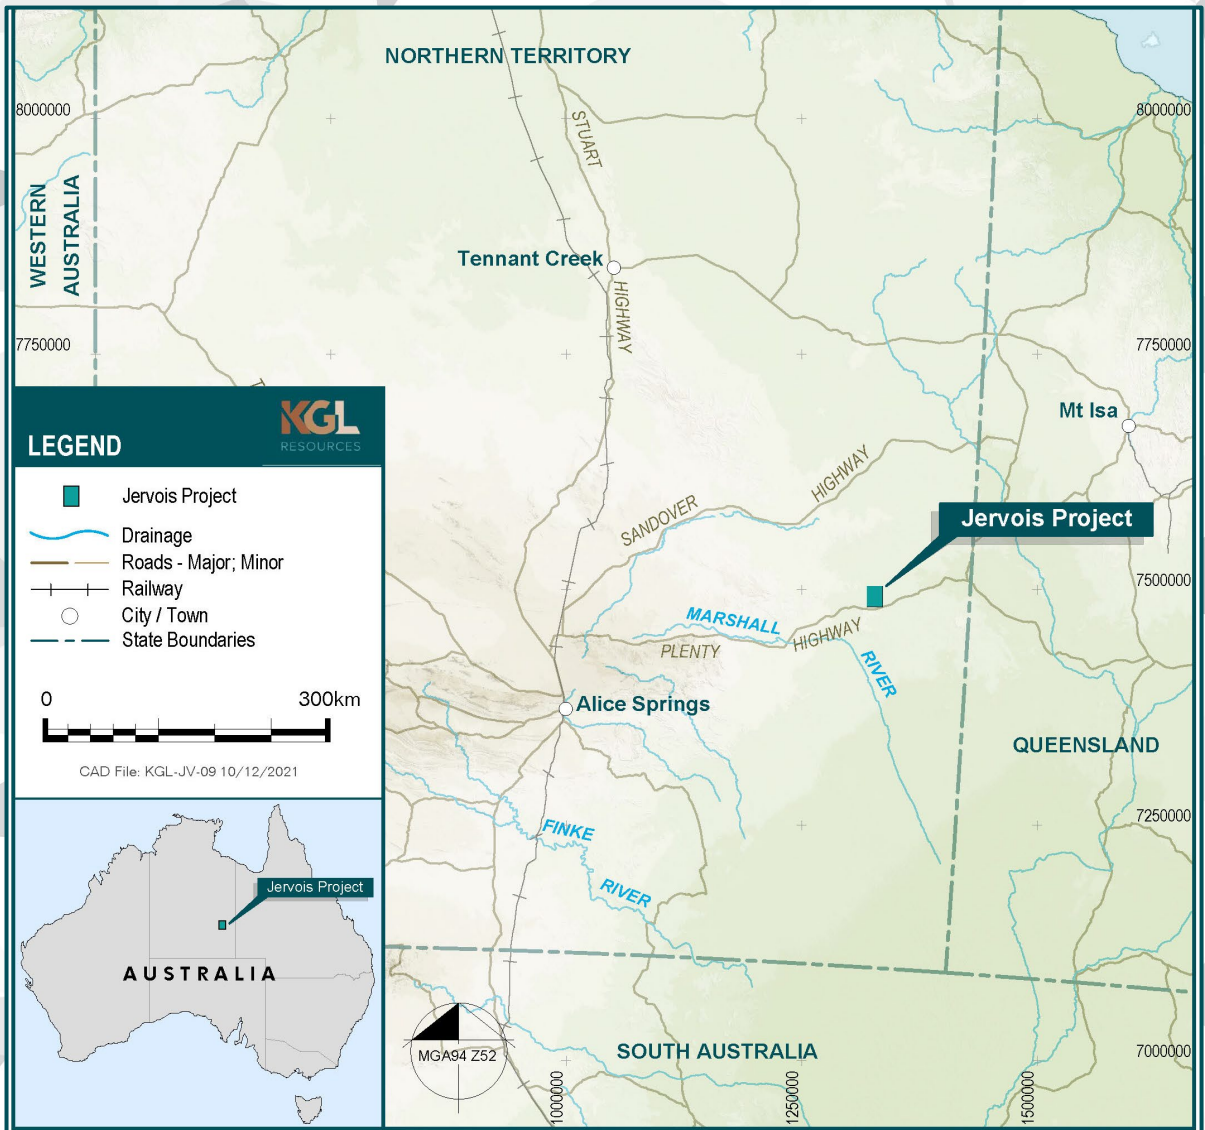 NORTHERN TERRITORY
8000000
8000000
STUART
WESTERN
AUSTRALIA
Tennant Creek
HIGHWAY
7750000
7750000
Mt Isa
KGL
RESOURCES
LEGEND
Jervois Project
Drainage
Roads - Major; Minor
Railway
City / Town
State Boundaries
0
300km
CAD File: KGL-JV-09 10/12/2021
SANDOVER
HIGHWAY
Jervois Project
7500000
MARSHALL
RIVER
PLENTY
HIGHWAY
Alice Springs
QUEENSLAND
7250000
FINKE
RIVER
Jervois Project
AUSTRALIA
MGA94 Z52
SOUTH AUSTRALIA
7000000
1000000
1250000
1500000